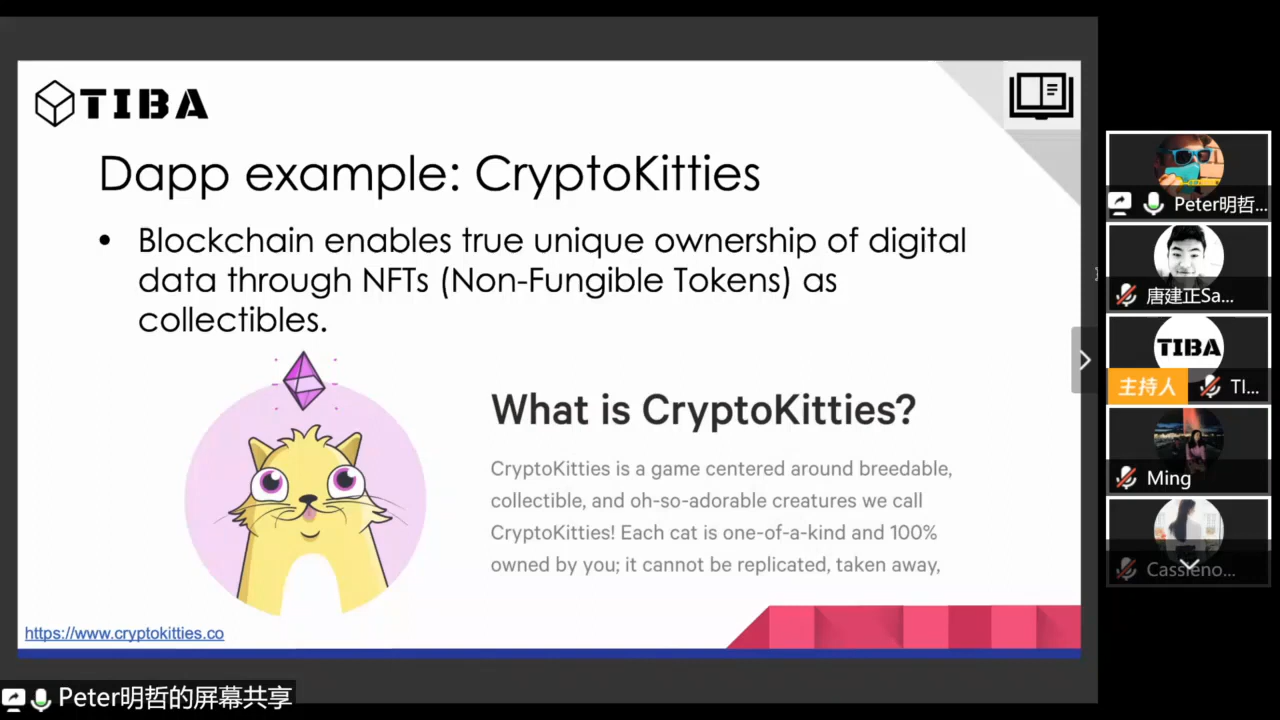 TIBA
Dapp example: CryptoKitties
• Blockchain enables true unique ownership of digital
data through NFTs (Non-Fungible Tokens) as
collectibles.
What is CryptoKitties?
CryptoKitties is a game centered around breedable,
collectible, and oh-so-adorable creatures we call
CryptoKitties! Each cat is one-of-a-kind and 100%
owned by you; it cannot be replicated, taken away,
https://www.cryptokitties.co
Peter明哲的屏幕共享
Peter明哲...
唐建正Sa...
TIBA
主持人 TI...
Ming
Cassieno...